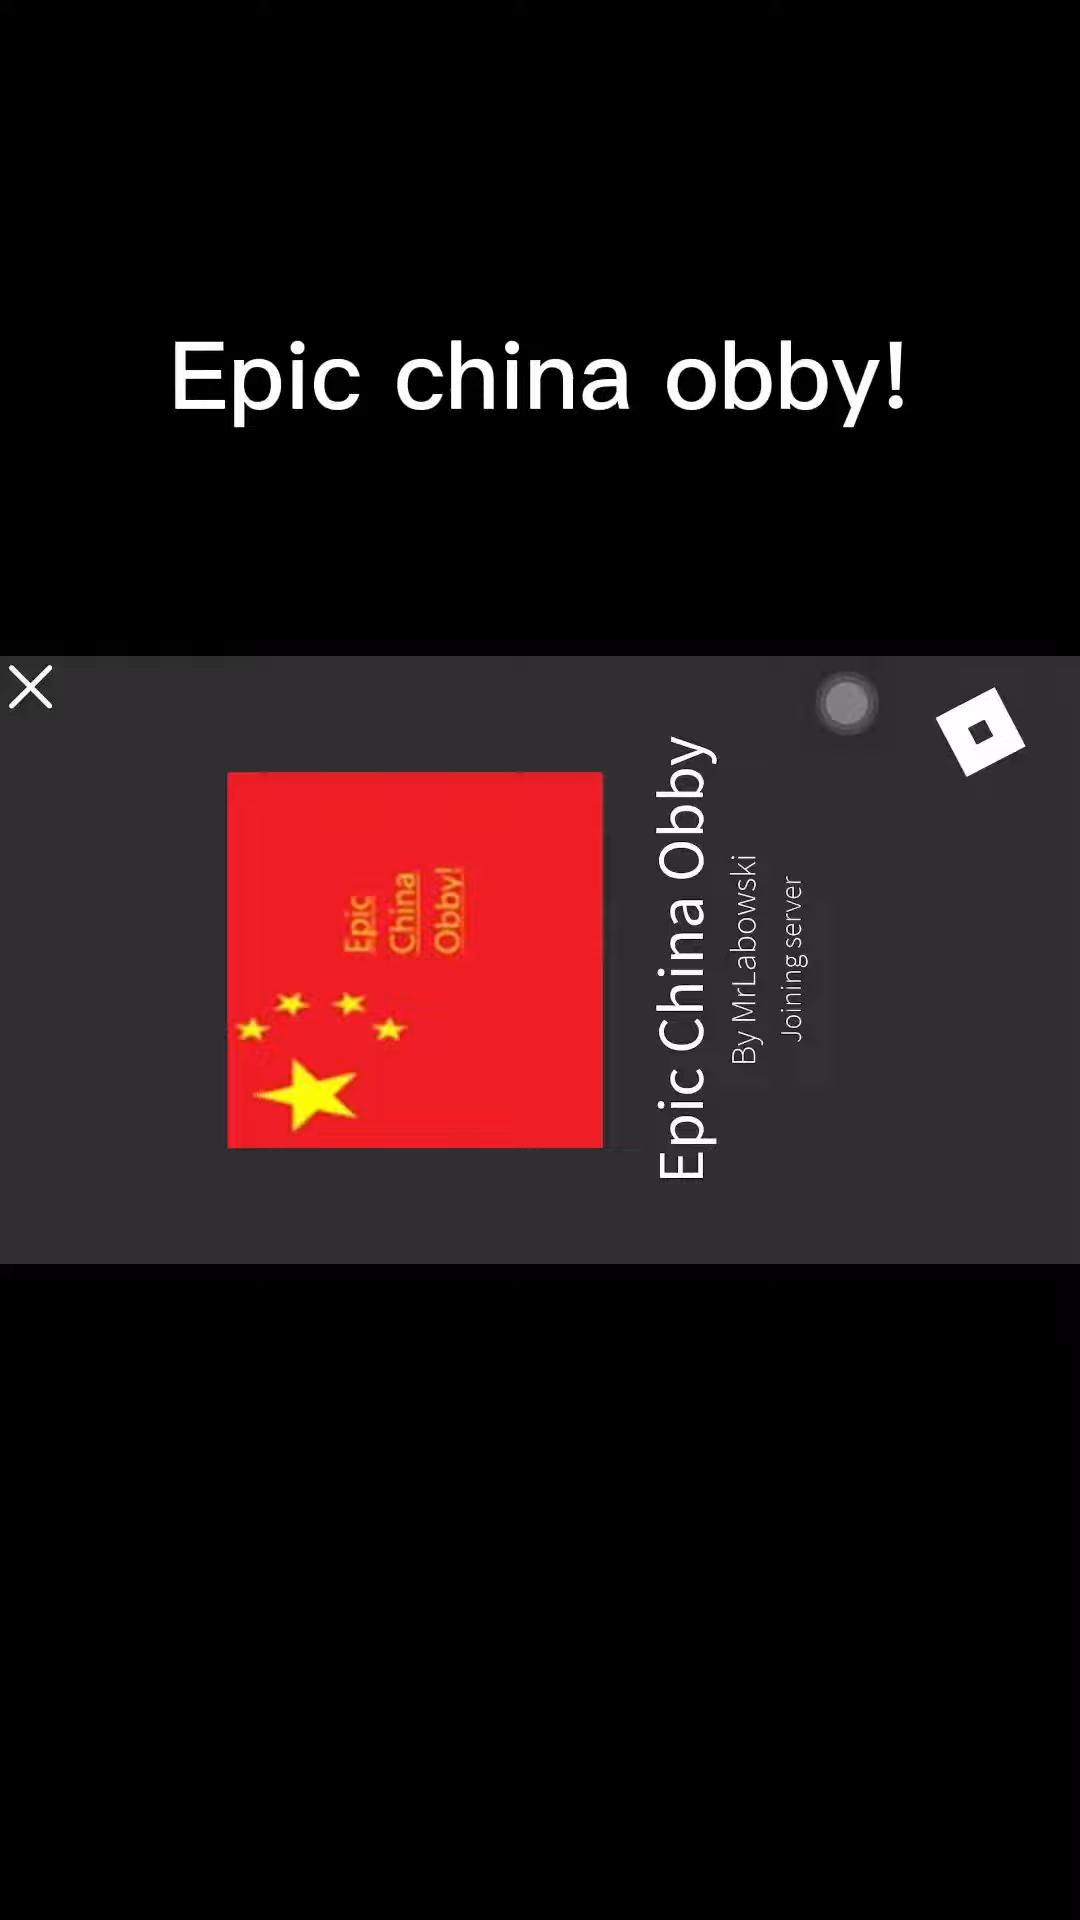 Epic china obby!
Epic
China
Obby!
Epic China Obby
By MrLabowski
Joining server